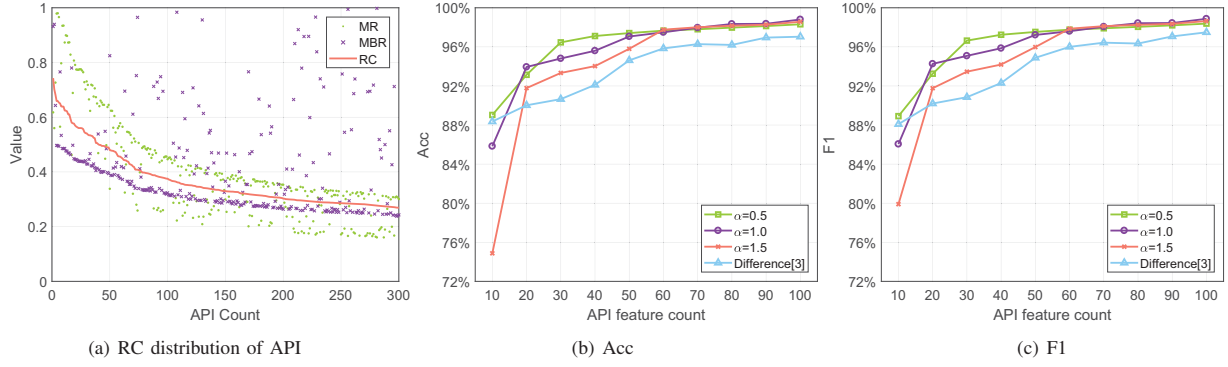 1
0.8
0.6
0.4
0.2
0
Value
0 50 100 150 200 250 300
API Count
MR
MBR
RC
(a) RC distribution of API
100%
96%
92%
88%
84%
80%
76%
72%
Acc
10 20 30 40 50 60 70 80 90 100
API feature count
α=0.5
α=1.0
α=1.5
Difference[3]
(b) Acc
100%
96%
92%
88%
84%
80%
76%
72%
F1
10 20 30 40 50 60 70 80 90 100
API feature count
α=0.5
α=1.0
α=1.5
Difference[3]
(c) F1